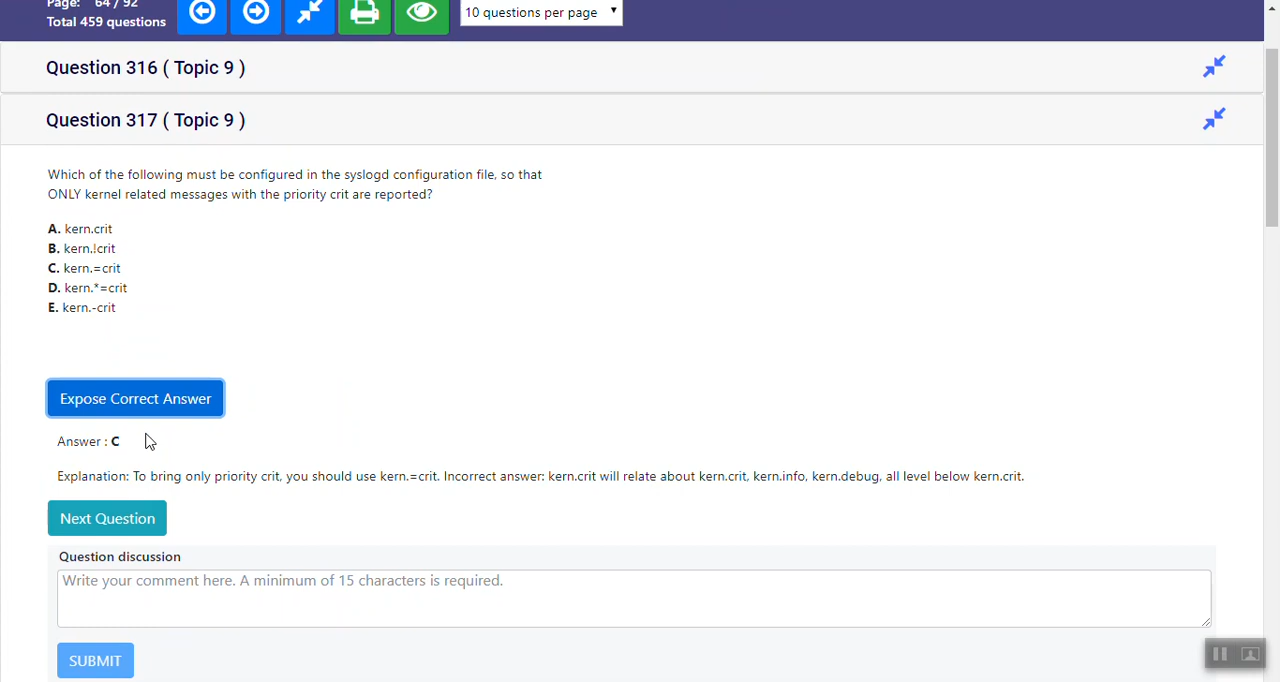 Page: 64 / 92
Total 459 questions
10 questions per page
Question 316 ( Topic 9 )
Question 317 ( Topic 9 )
Which of the following must be configured in the syslogd configuration file, so that
ONLY kernel related messages with the priority crit are reported?
A. kern.crit
B. kern.!crit
C. kern.=crit
D. kern.*=crit
E. kern.-crit
Expose Correct Answer
Answer : C
Explanation: To bring only priority crit, you should use kern.=crit. Incorrect answer: kern.crit will relate about kern.crit, kern.info, kern.debug, all level below kern.crit.
Next Question
Question discussion
Write your comment here. A minimum of 15 characters is required.
SUBMIT